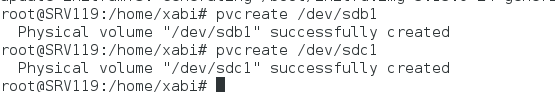 root@SRV119:/home/xabi# pvcreate /dev/sdb1
  Physical volume "/dev/sdb1" successfully created
root@SRV119:/home/xabi# pvcreate /dev/sdc1
  Physical volume "/dev/sdc1" successfully created
root@SRV119:/home/xabi#